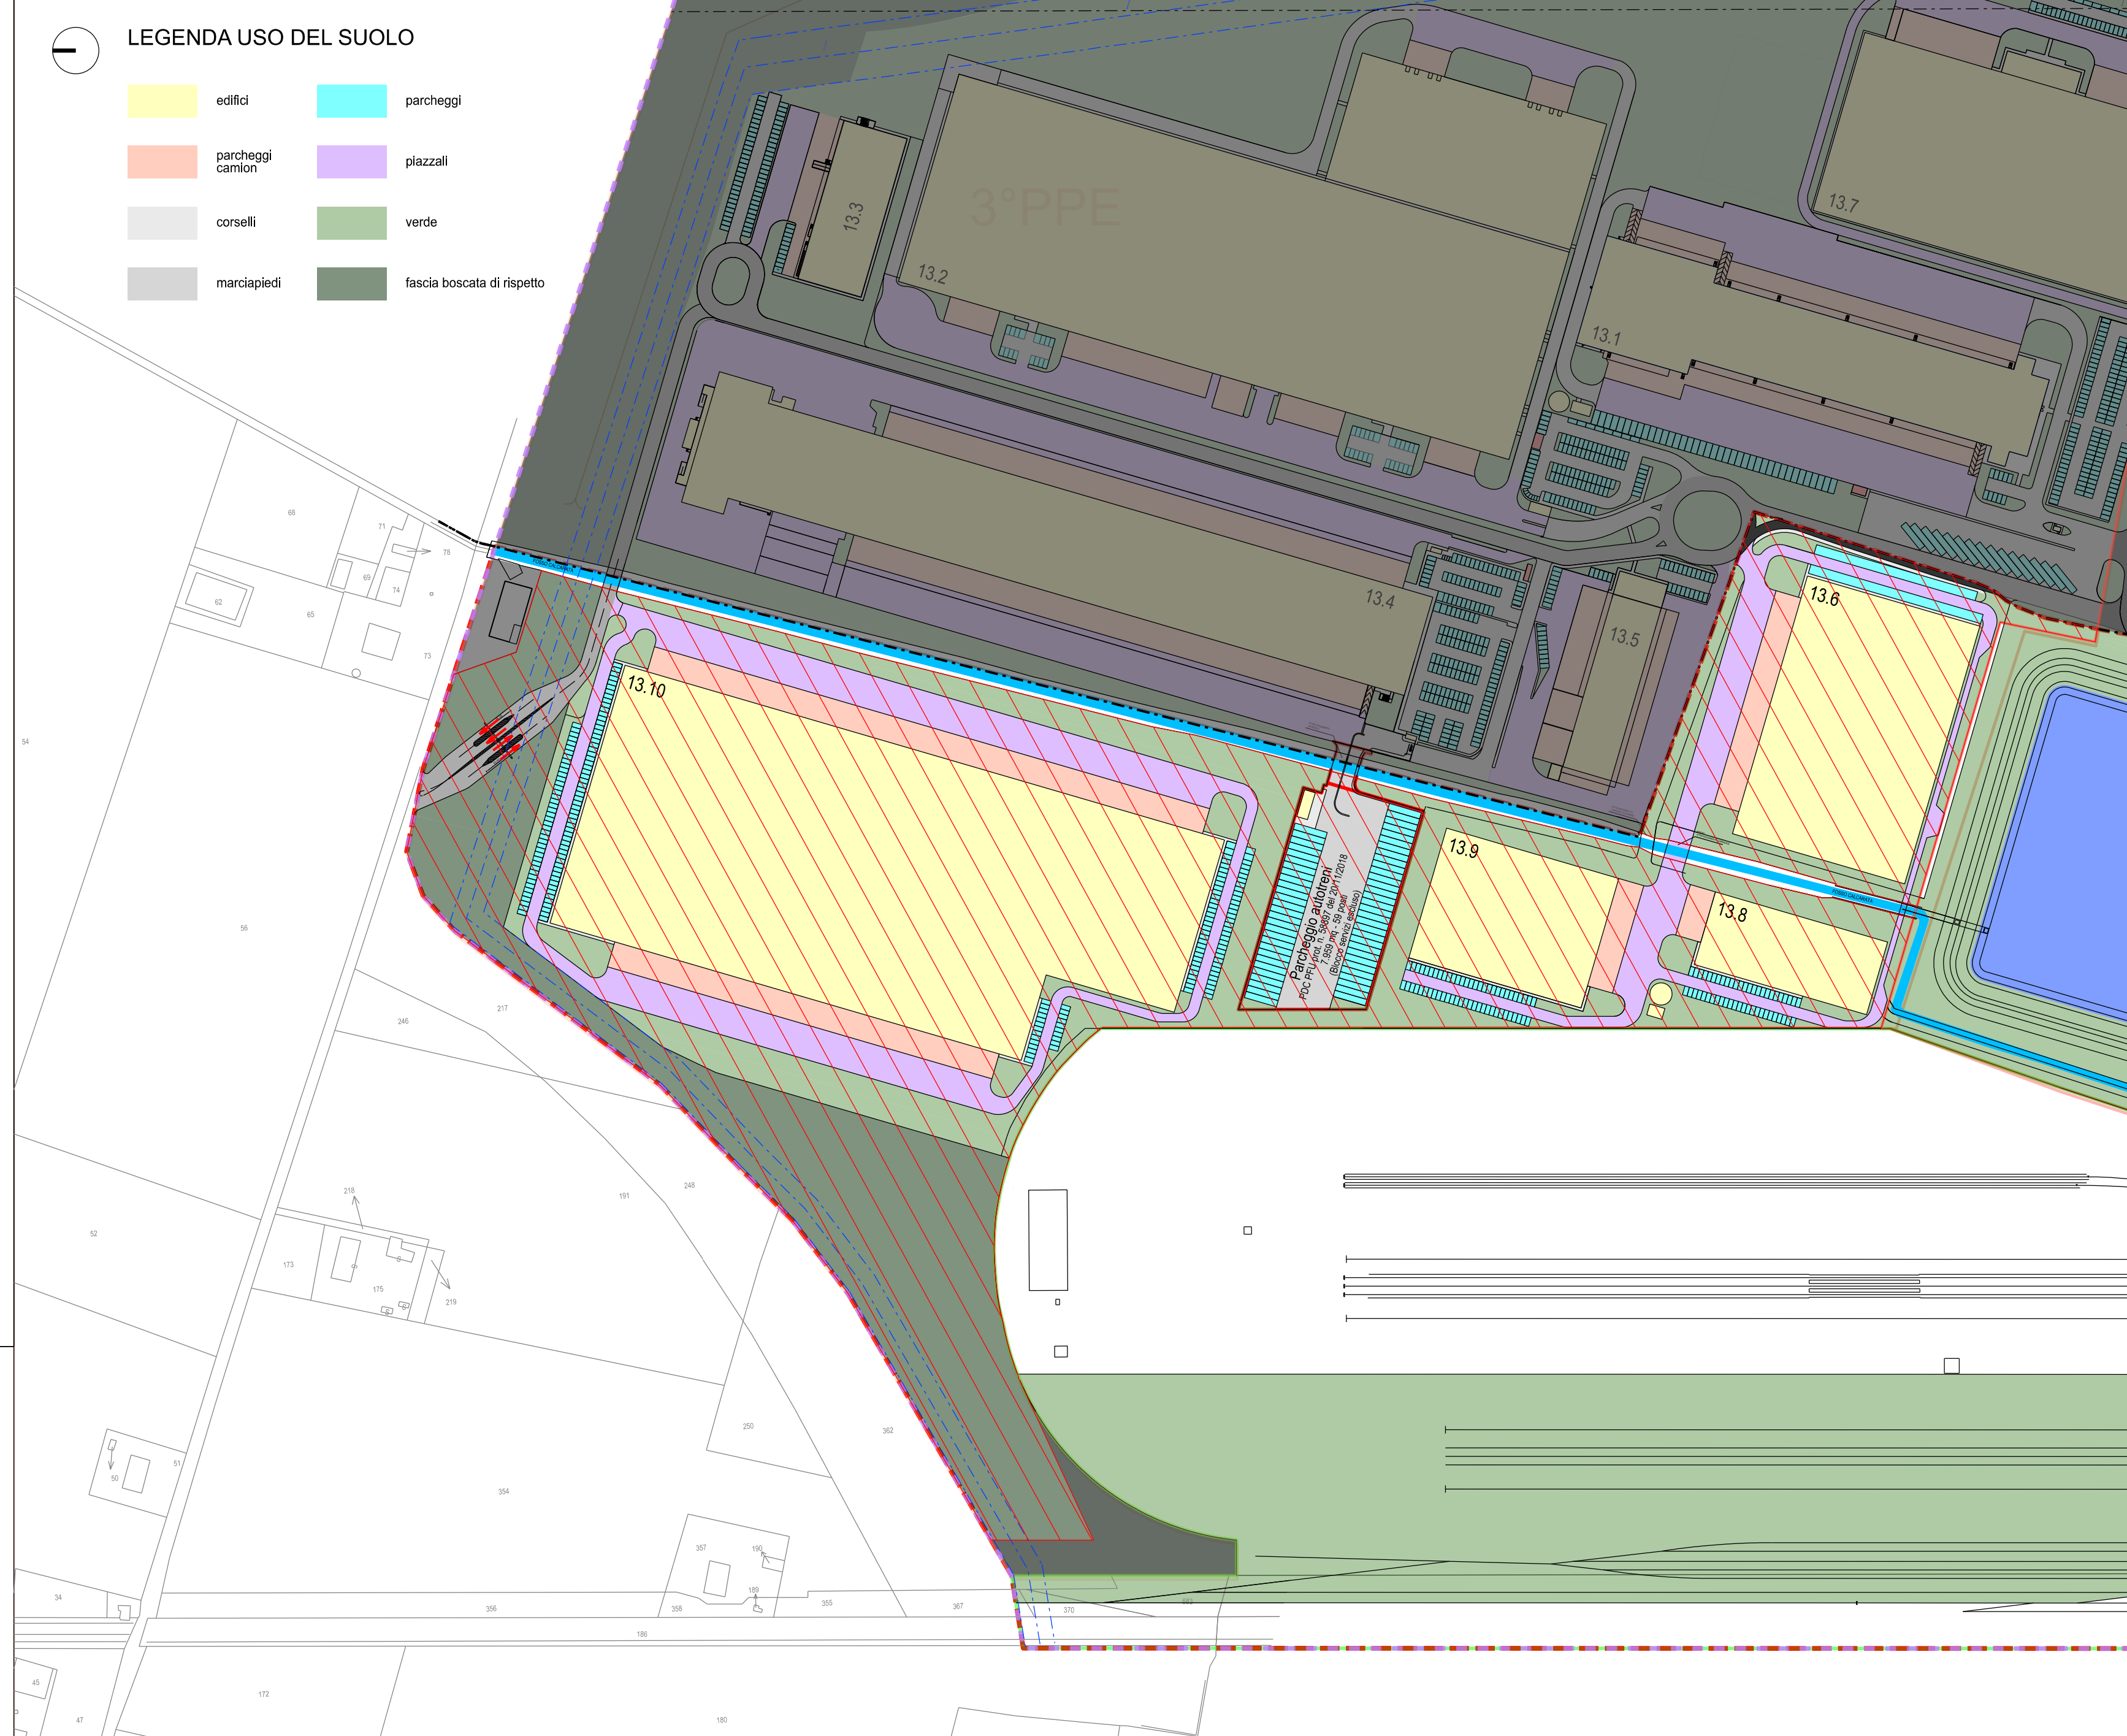 LEGENDA USO DEL SUOLO
edifici
parcheggi
parcheggi
camion
piazzali
corselli
verde
marciapiedi
fascia boscata di rispetto
3°PPE
13.3
13.2
13.7
13.1
13.4
13.5
13.6
13.10
13.9
13.8
FOSSO CALCARATA
FOSSO CALCARATA
Parcheggio autotreni
PDC PFU prot. n. 58897 del 20/11/2018
7.959 mq - 59 posti
(Blocco servizi escluso)
68
71
78
69
74
62
65
73
54
56
217
246
248
191
218
52
173
175
219
250
362
51
50
354
357
190
189
34
356
358
355
367
370
186
45
172
47
180